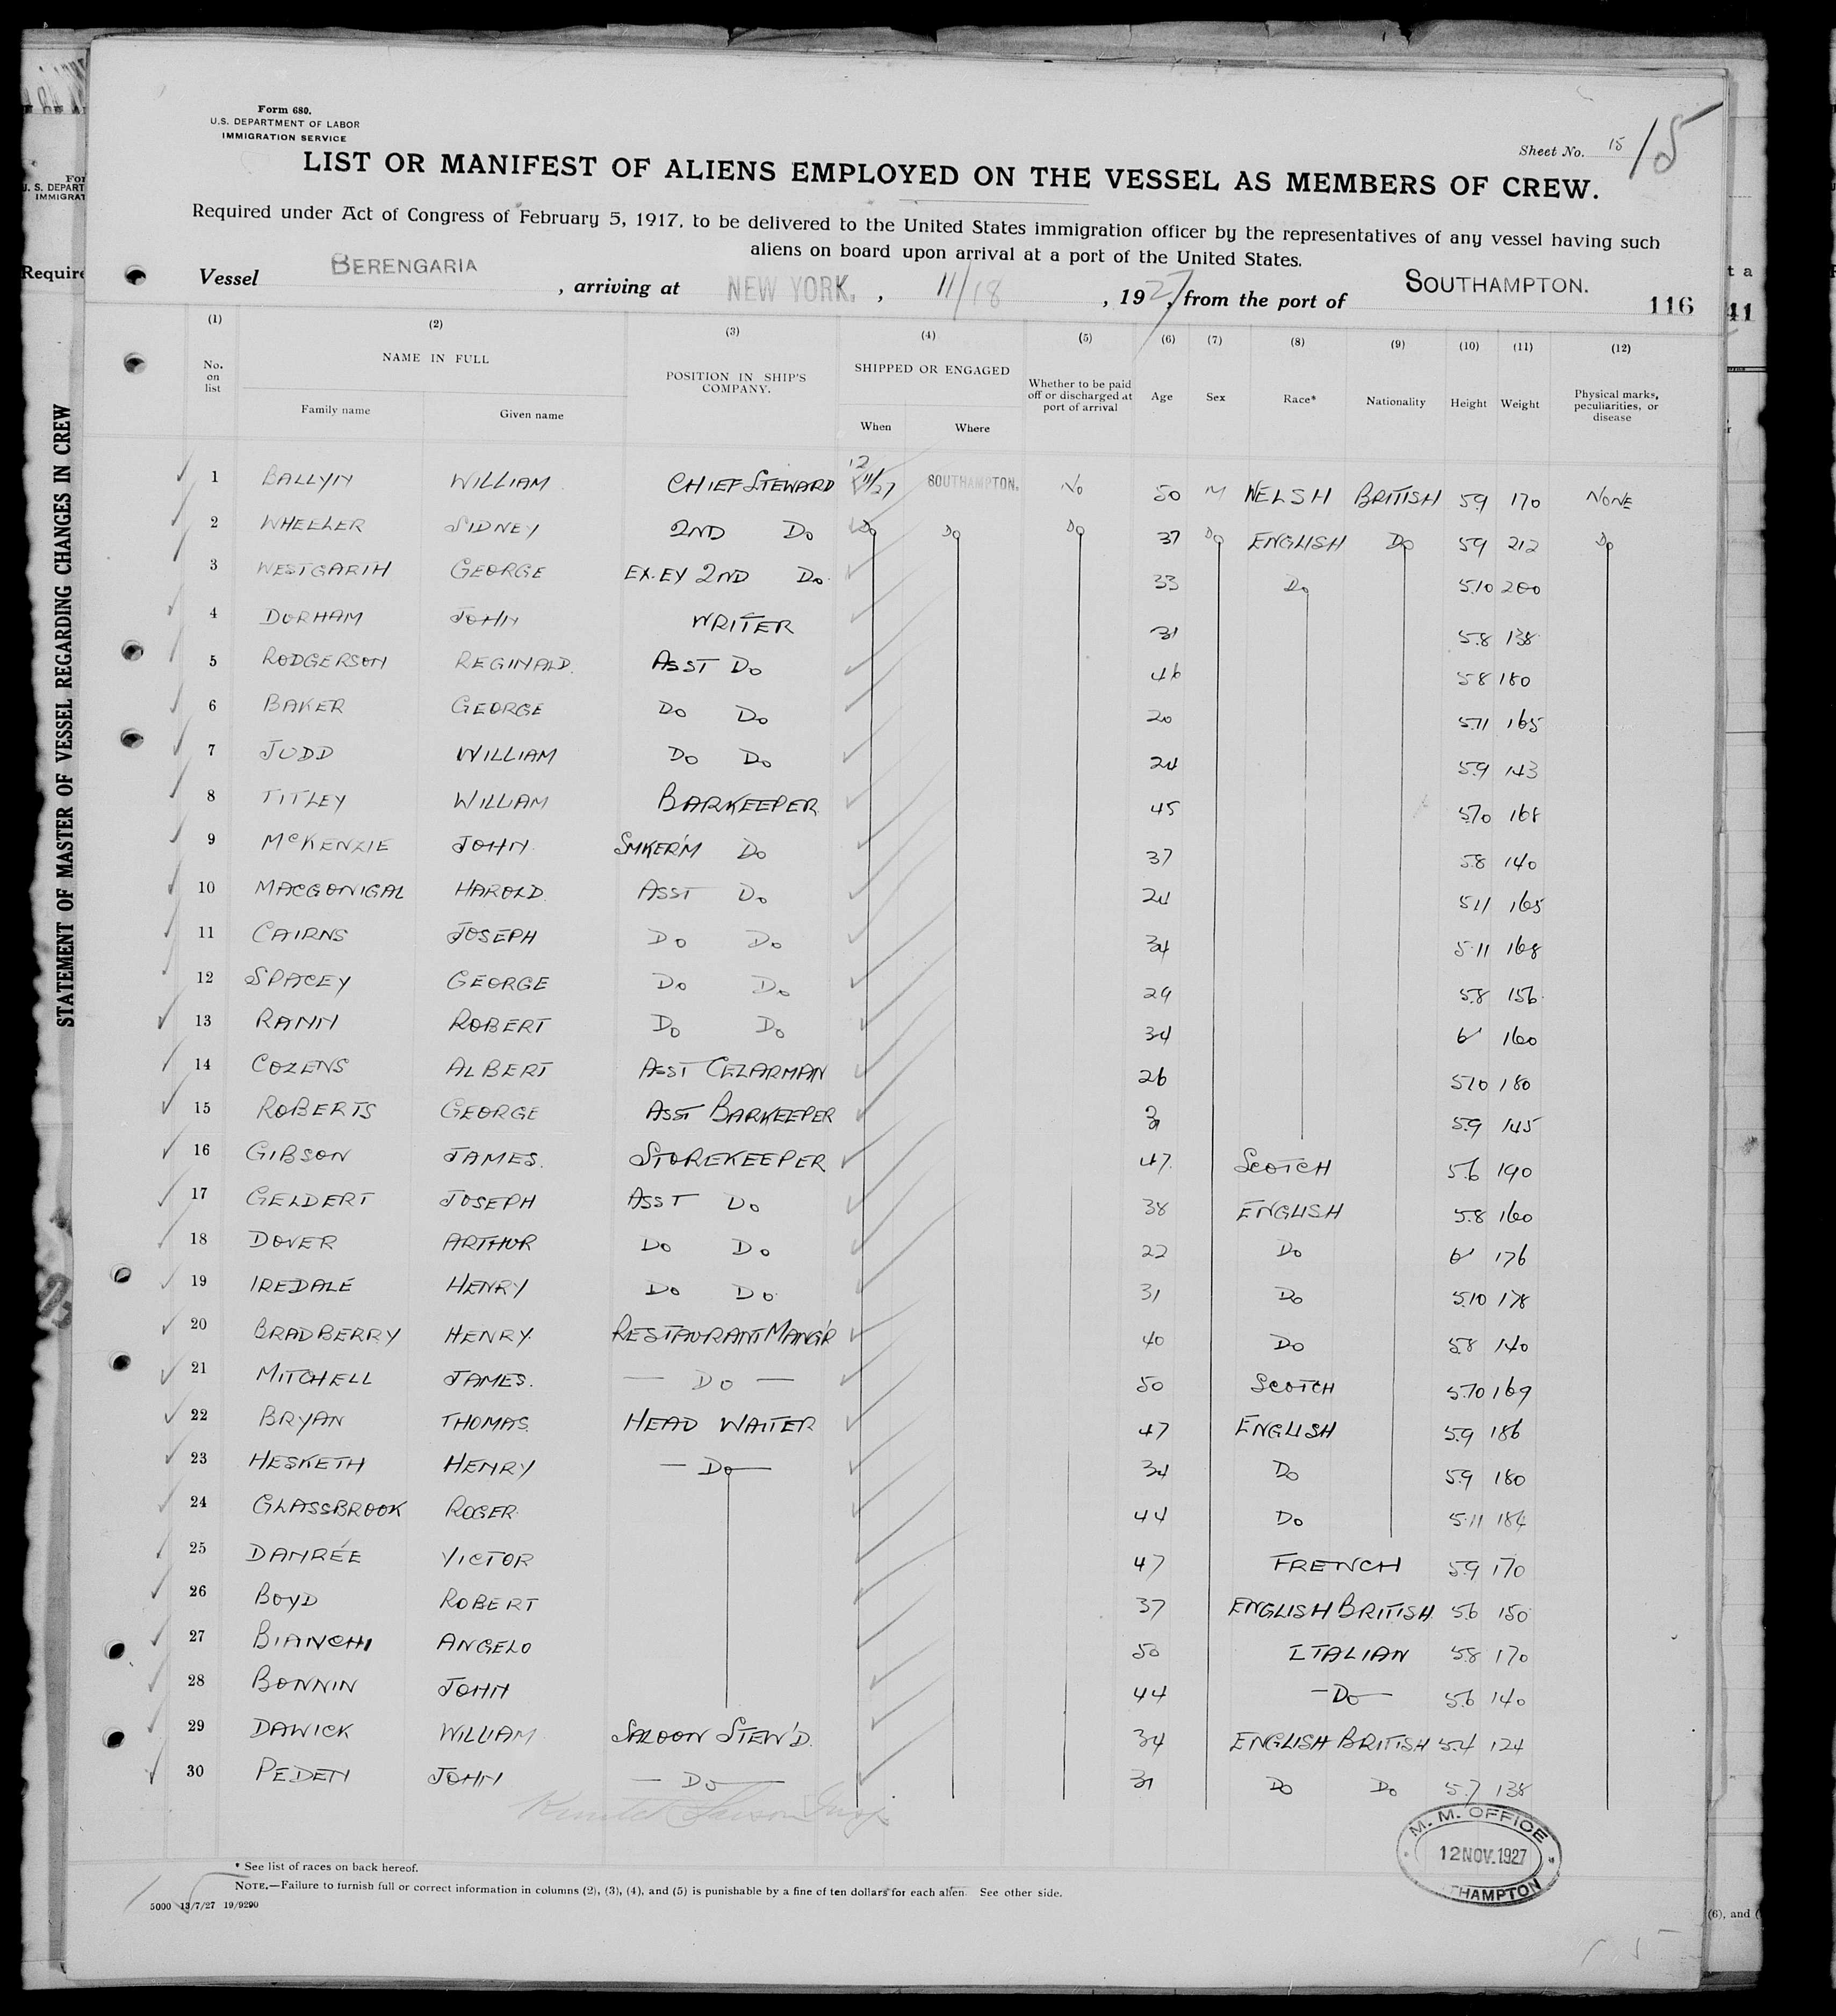 Form 680.
U.S. DEPARTMENT OF LABOR
IMMIGRATION SERVICE
Sheet No. 15 15
LIST OR MANIFEST OF ALIENS EMPLOYED ON THE VESSEL AS MEMBERS OF CREW.
Required under Act of Congress of February 5, 1917, to be delivered to the United States immigration officer by the representatives of any vessel having such
aliens on board upon arrival at a port of the United States.
Vessel BERENGARIA, arriving at NEW YORK, 11/18, 1927, from the port of SOUTHAMPTON.
116
(1) (2) (3) (4) (5) (6) (7) (8) (9) (10) (11) (12)
No. on list NAME IN FULL Family name Given name POSITION IN SHIP'S COMPANY. SHIPPED OR ENGAGED When Where Whether to be paid off or discharged at port of arrival Age Sex Race* Nationality Height Weight Physical marks, peculiarities, or disease
1 BALLYN WILLIAM CHIEF STEWARD 12/11/27 SOUTHAMPTON. No 50 M WELSH BRITISH 5.9 170 NONE
2 WHEELER SIDNEY 2ND Do Do Do Do 37 Do ENGLISH Do 5.9 212 Do
3 WESTGARTH GEORGE EX.EY 2ND Do 33 Do 5.10 200
4 DURHAM JOHN WRITER 31 5.8 138
5 RODGERSON REGINALD. ASST Do 46 5.8 180
6 BAKER GEORGE Do Do 20 5.11 165
7 JUDD WILLIAM Do Do 24 5.9 143
8 TITLEY WILLIAM BARKEEPER 45 5.10 168
9 McKENZIE JOHN. SMKER'M Do 37 5.8 140
10 MACGONIGAL HAROLD. ASST Do 24 5.11 165
11 CAIRNS JOSEPH Do Do 34 5.11 168
12 SPACEY GEORGE Do Do 29 5.8 156
13 RANN ROBERT Do Do 34 6' 160
14 COZENS ALBERT ASST CELARMAN 26 5.10 180
15 ROBERTS GEORGE ASST BARKEEPER 5.9 145
16 GIBSON JAMES. STOREKEEPER 47 SCOTCH 5.6 190
17 GELDERT JOSEPH ASST Do 38 ENGLISH 5.8 160
18 DOVER ARTHUR Do Do 22 Do 6' 176
19 IREDALE HENRY Do Do 31 Do 5.10 178
20 BRADBERRY HENRY. RESTAURANT MANG'R 40 Do 5.8 140
21 MITCHELL JAMES. — Do — 50 SCOTCH 5.10 169
22 BRYAN THOMAS. HEAD WAITER 47 ENGLISH 5.9 186
23 HESKETH HENRY — Do — 34 Do 5.9 180
24 GLASSBROOK ROGER 44 Do 5.11 184
25 DANRÉE VICTOR 47 FRENCH 5.9 170
26 BOYD ROBERT 37 ENGLISH BRITISH 5.6 150
27 BIANCHI ANGELO 50 ITALIAN 5.8 170
28 BONNIN JOHN 44 — Do — 5.6 140
29 DAWICK WILLIAM SALOON STEW'D. 34 ENGLISH BRITISH 5.4 124
30 PEDEN JOHN — Do — 31 Do Do 5.7 138
M. M. OFFICE
12 NOV. 1927
THAMPTON
* See list of races on back hereof.
NOTE.—Failure to furnish full or correct information in columns (2), (3), (4), and (5) is punishable by a fine of ten dollars for each alien. See other side.
5000 13/7/27 19/9290
STATEMENT OF MASTER OF VESSEL REGARDING CHANGES IN CREW
U. S. DEPART
IMMIGRAT
Require
t a
41
(6), and (